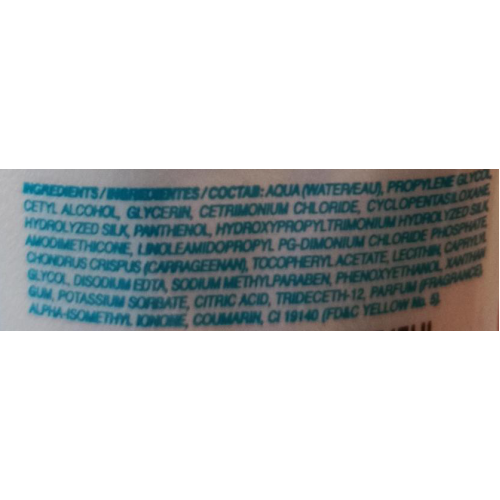 INGREDIENTS / INGREDIENTES / СОСТАВ: AQUA (WATER/EAU), PROPYLENE GLYCOL,
CETYL ALCOHOL, GLYCERIN, CETRIMONIUM CHLORIDE, CYCLOPENTASILOXANE,
HYDROLYZED SILK, PANTHENOL, HYDROXYPROPYLTRIMONIUM HYDROLYZED SILK,
AMODIMETHICONE, LINOLEAMIDOPROPYL PG-DIMONIUM CHLORIDE PHOSPHATE,
CHONDRUS CRISPUS (CARRAGEENAN), TOCOPHERYL ACETATE, LECITHIN, CAPRYLYL
GLYCOL, DISODIUM EDTA, SODIUM METHYLPARABEN, PHENOXYETHANOL, XANTHAN
GUM, POTASSIUM SORBATE, CITRIC ACID, TRIDECETH-12, PARFUM (FRAGRANCE),
ALPHA-ISOMETHYL IONONE, COUMARIN, CI 19140 (FD&C YELLOW No. 5).